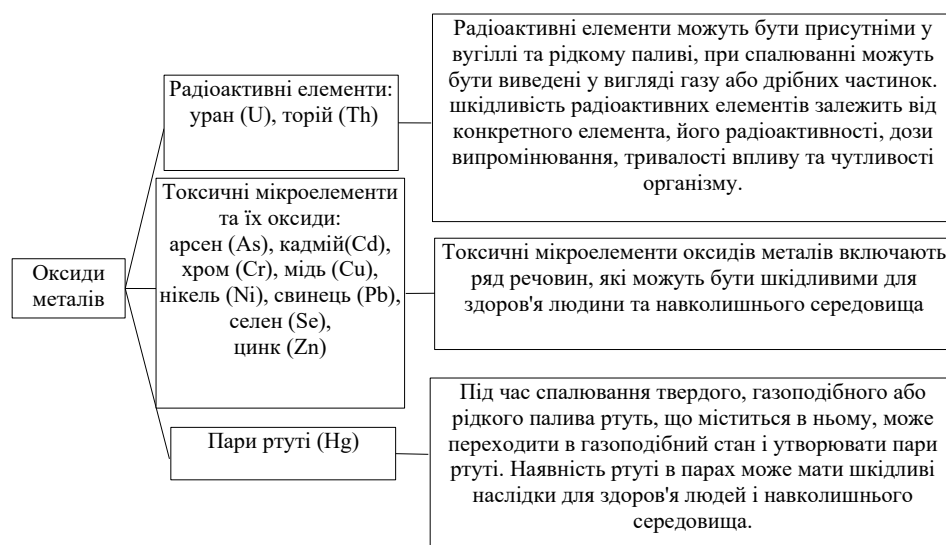 Оксиди
металів
Радіоактивні елементи:
уран (U), торій (Th)
Радіоактивні елементи можуть бути присутніми у
вугіллі та рідкому паливі, при спалюванні можуть
бути виведені у вигляді газу або дрібних частинок.
шкідливість радіоактивних елементів залежить від
конкретного елемента, його радіоактивності, дози
випромінювання, тривалості впливу та чутливості
організму.
Токсичні мікроелементи
та їх оксиди:
арсен (As), кадмій(Cd),
хром (Cr), мідь (Cu),
нікель (Ni), свинець (Pb),
селен (Se),
цинк (Zn)
Токсичні мікроелементи оксидів металів включають
ряд речовин, які можуть бути шкідливими для
здоров'я людини та навколишнього середовища
Пари ртуті (Hg)
Під час спалювання твердого, газоподібного або
рідкого палива ртуть, що міститься в ньому, може
переходити в газоподібний стан і утворювати пари
ртуті. Наявність ртуті в парах може мати шкідливі
наслідки для здоров'я людей і навколишнього
середовища.